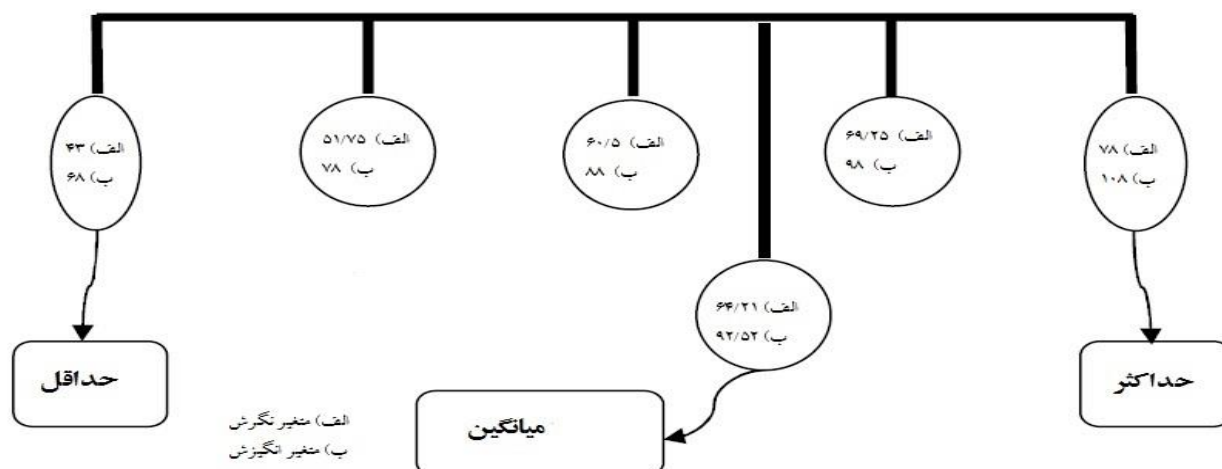 الف) ۴۳
ب) ۶۸
الف) ۵۱/۷۵
ب) ۷۸
الف) ۶۰/۵
ب) ۸۸
الف) ۶۹/۲۵
ب) ۹۸
الف) ۷۸
ب) ۱۰۸
الف) ۶۴/۲۱
ب) ۹۲/۵۲
حداقل
حداکثر
میانگین
الف) متغیر نگرش
ب) متغیر انگیزش